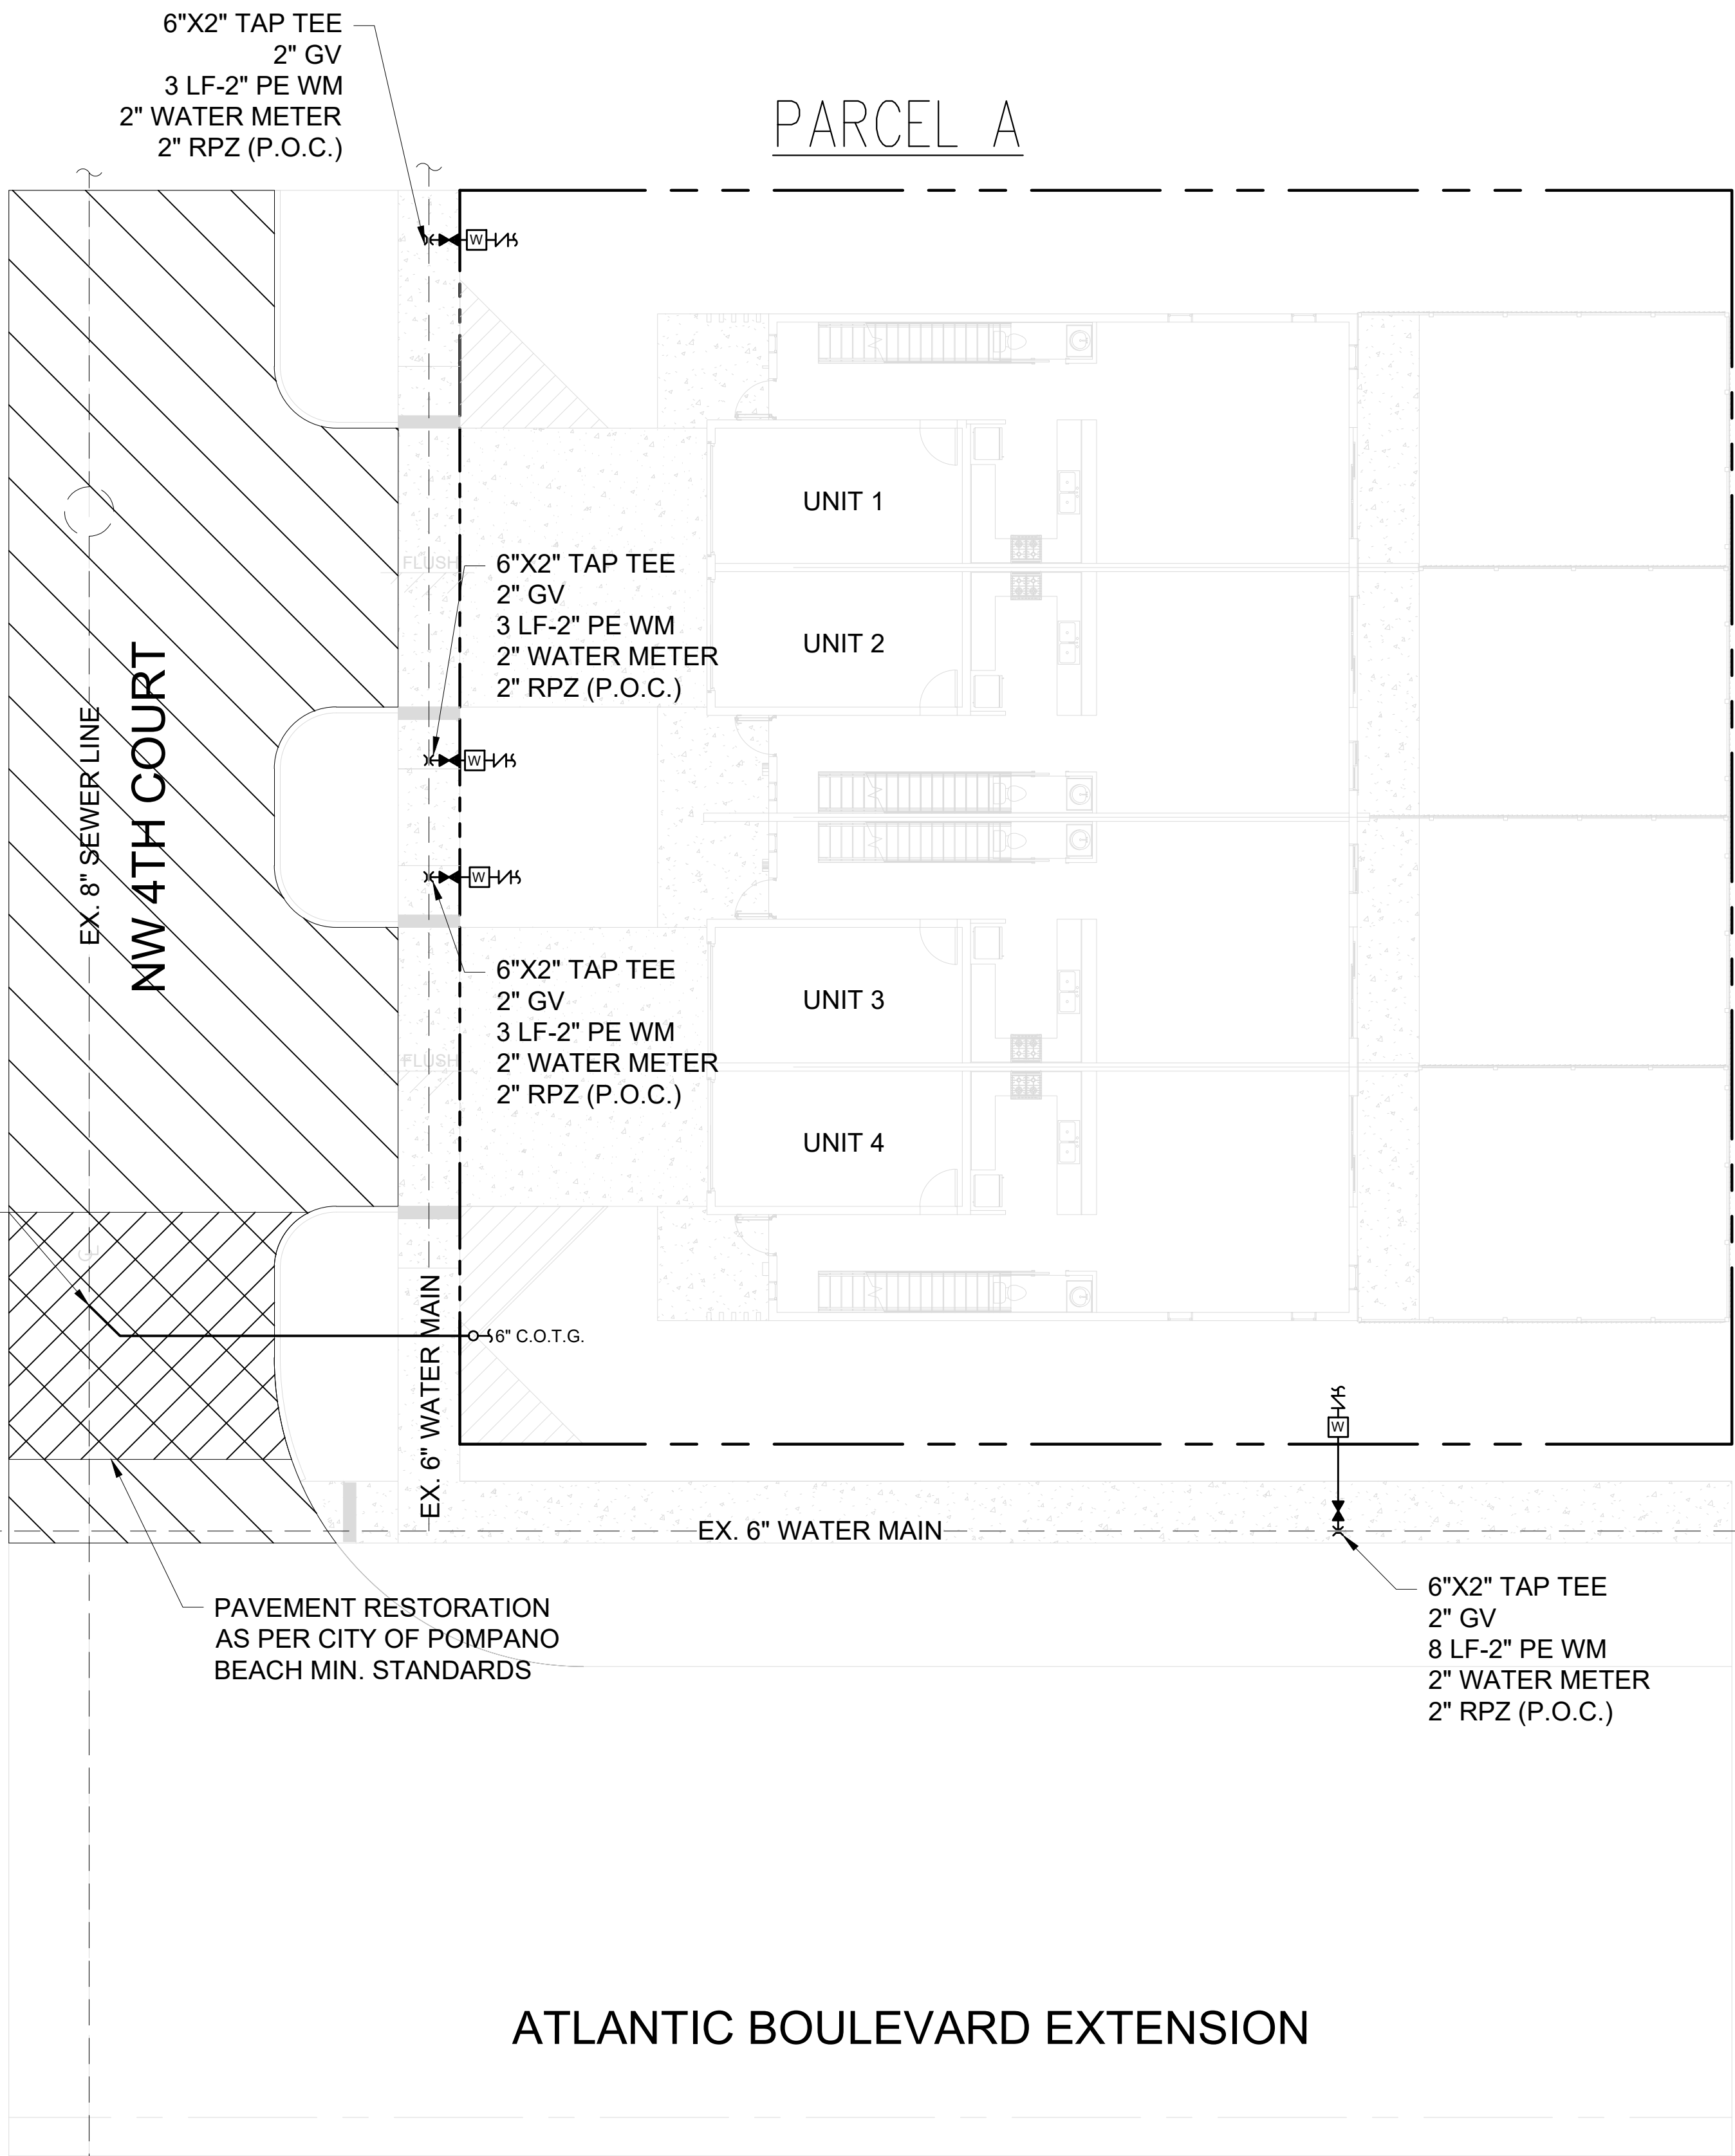 6"X2" TAP TEE
2" GV
3 LF-2" PE WM
2" WATER METER
2" RPZ (P.O.C.)
PARCEL A
W
UNIT 1
FLUSH
6"X2" TAP TEE
2" GV
3 LF-2" PE WM
2" WATER METER
2" RPZ (P.O.C.)
UNIT 2
EX. 8" SEWER LINE
NW 4TH COURT
W
W
6"X2" TAP TEE
2" GV
3 LF-2" PE WM
2" WATER METER
2" RPZ (P.O.C.)
UNIT 3
FLUSH
UNIT 4
EX. 6" WATER MAIN
6" C.O.T.G.
W
EX. 6" WATER MAIN
6"X2" TAP TEE
2" GV
8 LF-2" PE WM
2" WATER METER
2" RPZ (P.O.C.)
PAVEMENT RESTORATION
AS PER CITY OF POMPANO
BEACH MIN. STANDARDS
ATLANTIC BOULEVARD EXTENSION